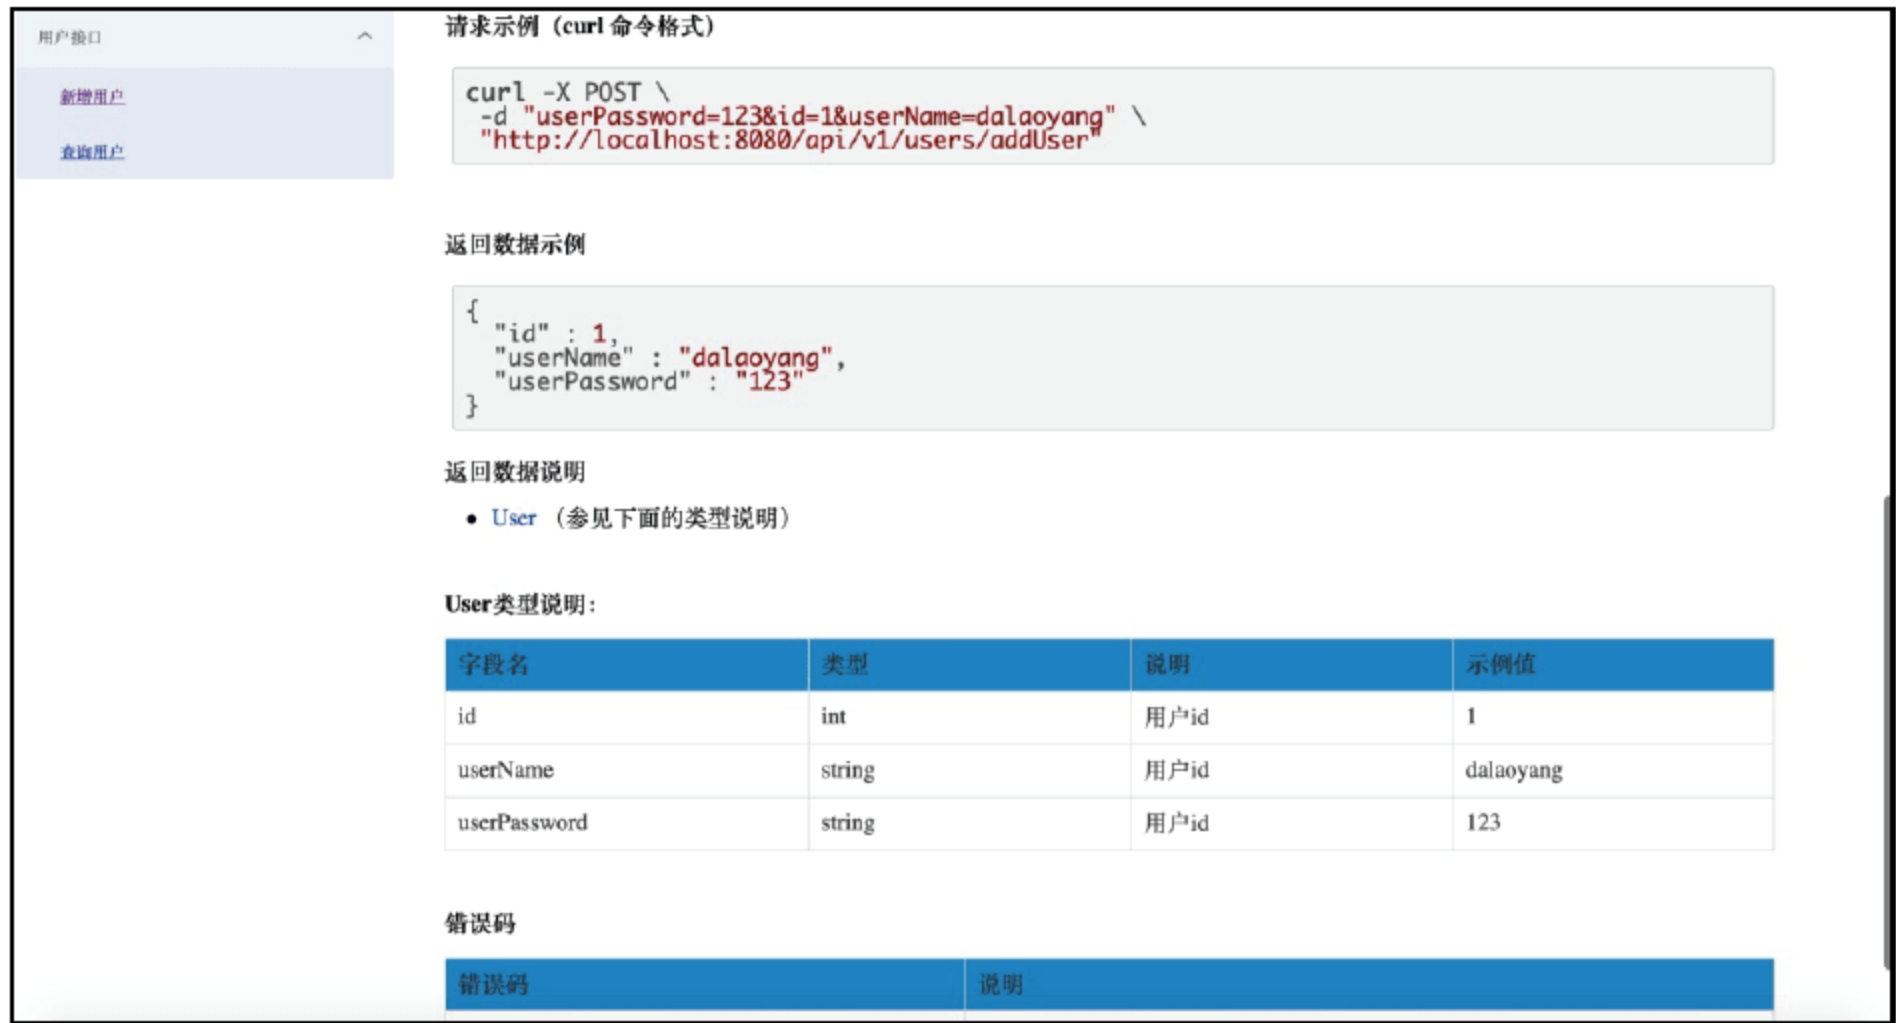 用户接口
新增用户
查询用户
请求示例（curl 命令格式）
curl -X POST \
-d "userPassword=123&id=1&userName=dalaoyang" \
"http://localhost:8080/api/v1/users/addUser"
返回数据示例
{
"id" : 1,
"userName" : "dalaoyang",
"userPassword" : "123"
}
返回数据说明
• User （参见下面的类型说明）
User类型说明：
字段名 类型 说明 示例值
id int 用户id 1
userName string 用户id dalaoyang
userPassword string 用户id 123
错误码
错误码 说明